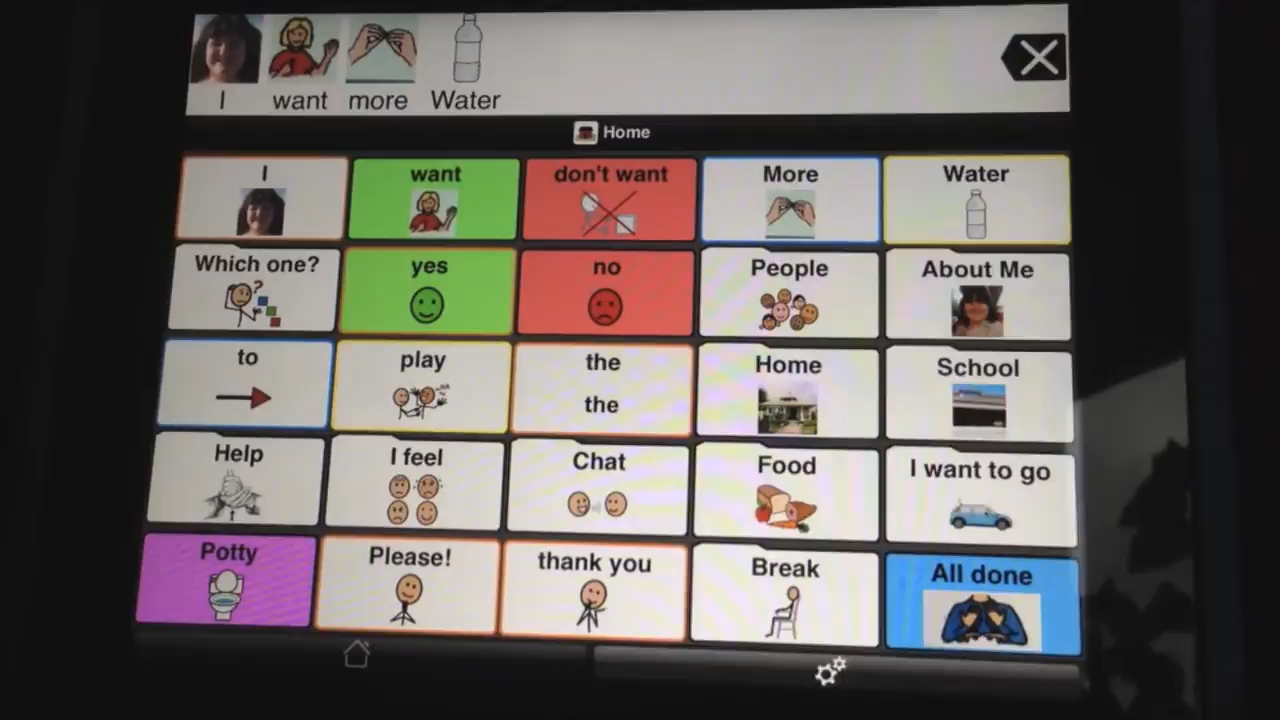 I want more Water
Home
I want don't want More Water
Which one? yes no People About Me
to play the Home School
the
Help I feel Chat Food I want to go
Potty Please! thank you Break All done